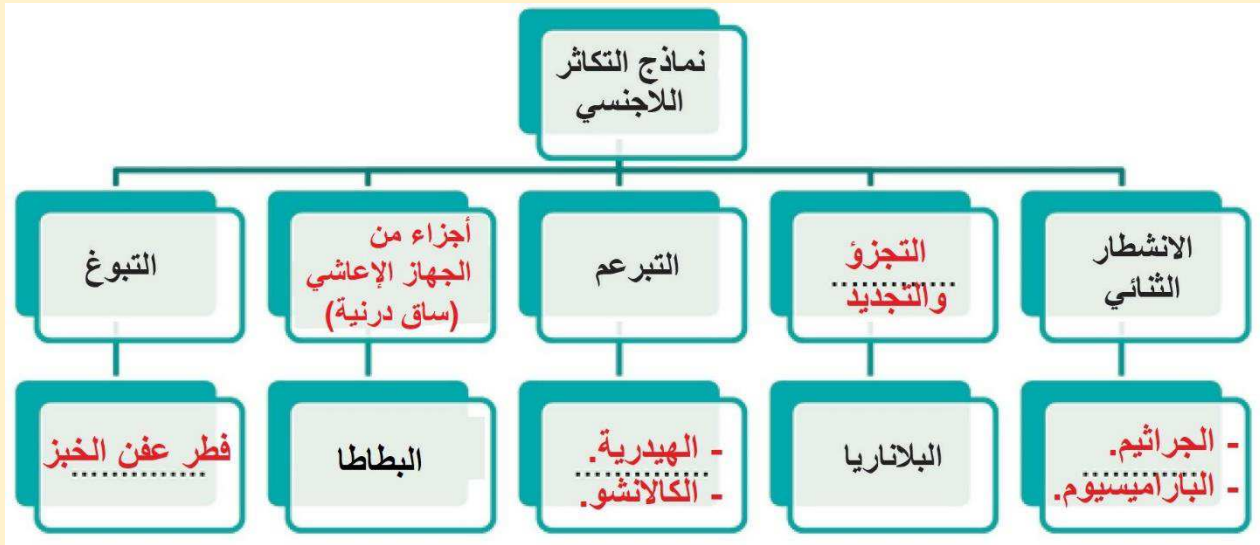 نماذج التكاثر
اللاجنسي
الانشطار
الثنائي
التجزؤ
والتجديد
التبرعم
أجزاء من
الجهاز الإعاشي
(ساق درنية)
التبوغ
- الجراثيم.
- الباراميسيوم.
البلاناريا
- الهيدرية.
- الكالانشو.
البطاطا
فطر عفن الخبز